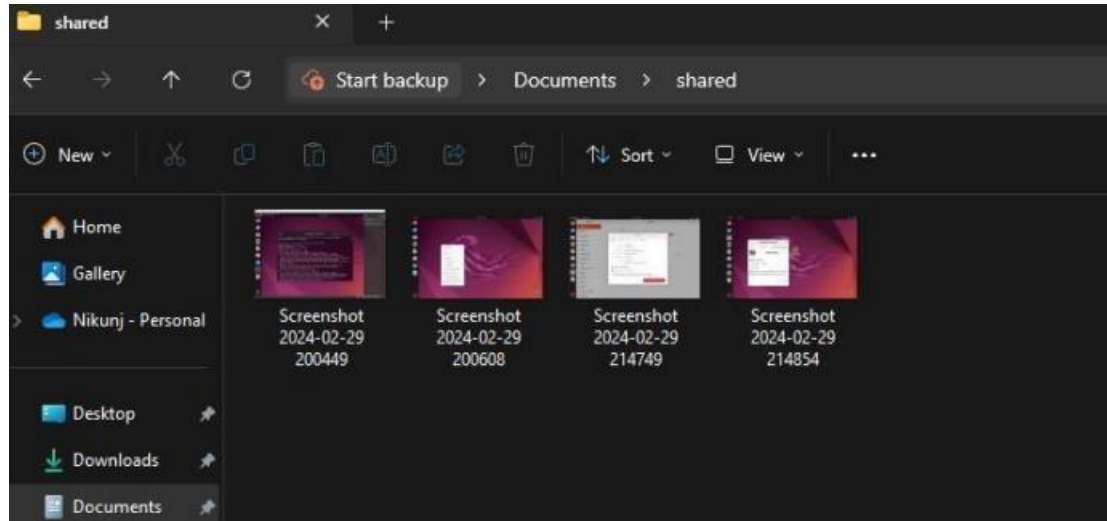 shared
Start backup > Documents > shared
New Sort View
Home
Gallery
Nikunj - Personal
Desktop
Downloads
Documents
Screenshot
2024-02-29
200449
Screenshot
2024-02-29
200608
Screenshot
2024-02-29
214749
Screenshot
2024-02-29
214854